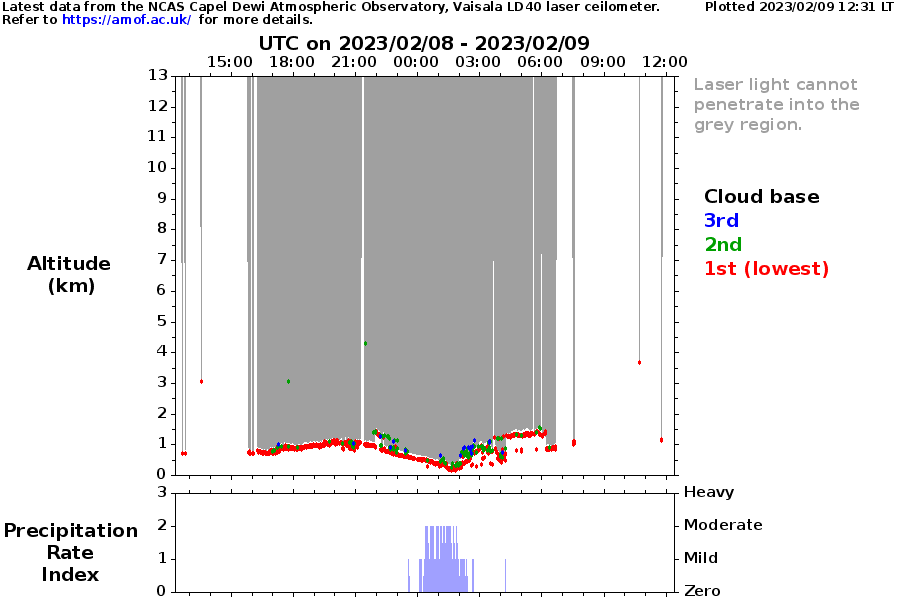 Latest data from the NCAS Capel Dewi Atmospheric Observatory, Vaisala LD40 laser ceilometer. Plotted 2023/02/09 12:31 LT
Refer to https://amof.ac.uk/ for more details.
UTC on 2023/02/08 - 2023/02/09
15:00 18:00 21:00 00:00 03:00 06:00 09:00 12:00
13
12
11
10
9
8
7
6
5
4
3
2
1
0
Altitude
(km)
Laser light cannot
penetrate into the
grey region.
Cloud base
3rd
2nd
1st (lowest)
3 Heavy
2 Moderate
1 Mild
0 Zero
Precipitation
Rate
Index